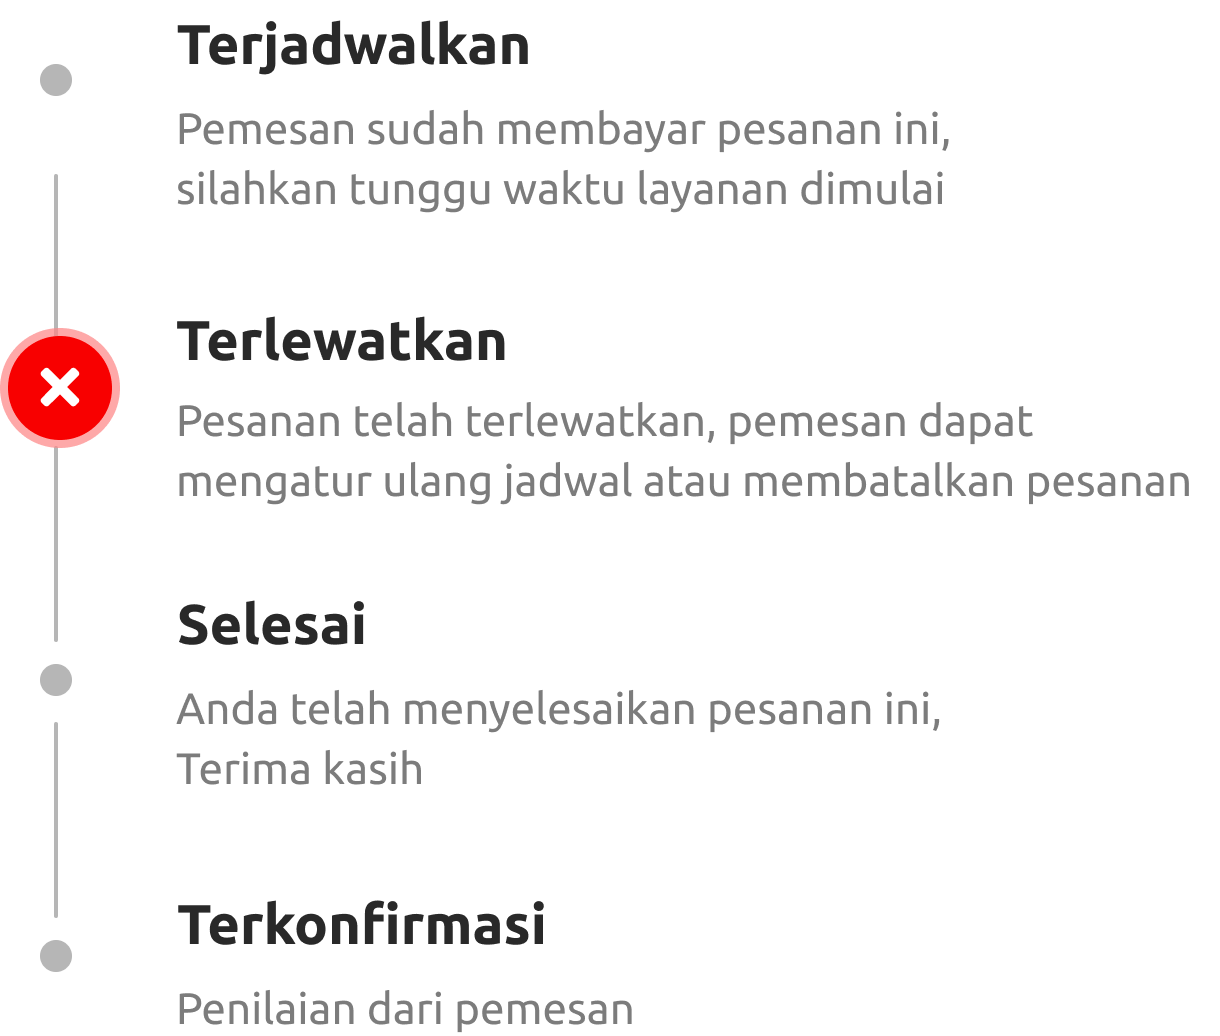 Terjadwalkan
Pemesan sudah membayar pesanan ini,
silahkan tunggu waktu layanan dimulai
Terlewatkan
Pesanan telah terlewatkan, pemesan dapat
mengatur ulang jadwal atau membatalkan pesanan
Selesai
Anda telah menyelesaikan pesanan ini,
Terima kasih
Terkonfirmasi
Penilaian dari pemesan